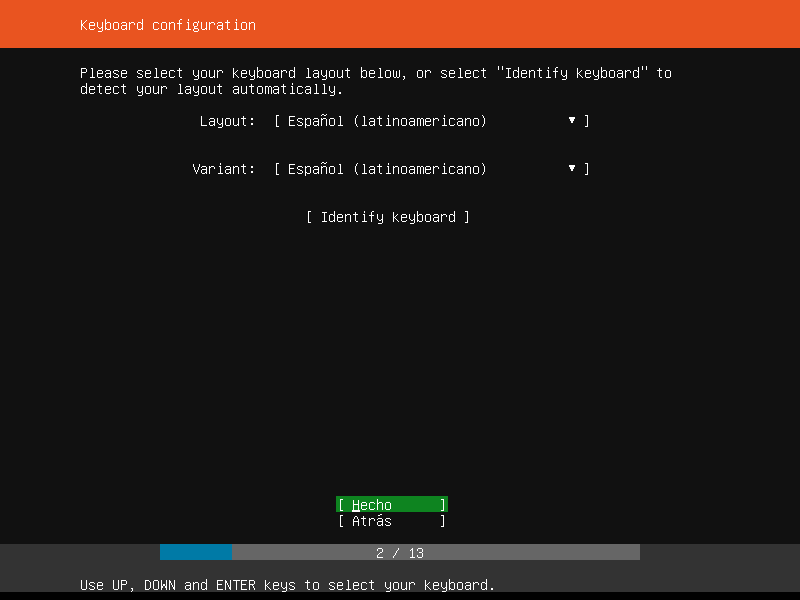 Keyboard configuration
Please select your keyboard layout below, or select "Identify keyboard" to
detect your layout automatically.
Layout: [ Español (latinoamericano) ▼ ]
Variant: [ Español (latinoamericano) ▼ ]
[ Identify keyboard ]
[ Hecho ]
[ Atrás ]
2 / 13
Use UP, DOWN and ENTER keys to select your keyboard.